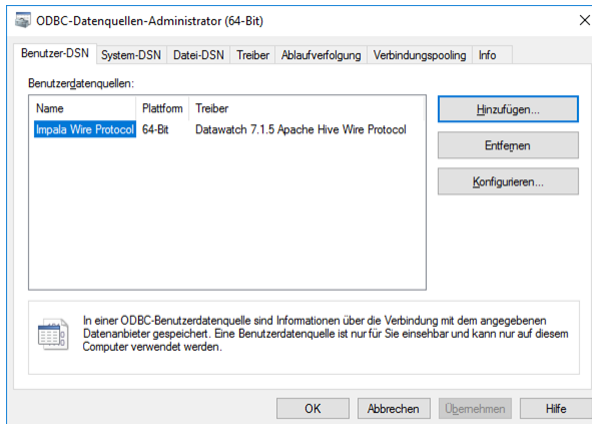 ODBC-Datenquellen-Administrator (64-Bit)
Benutzer-DSN System-DSN Datei-DSN Treiber Ablaufverfolgung Verbindungspooling Info
Benutzerdatenquellen:
Name Plattform Treiber
Impala Wire Protocol 64-Bit Datawatch 7.1.5 Apache Hive Wire Protocol
Hinzufügen...
Entfernen
Konfigurieren...
In einer ODBC-Benutzerdatenquelle sind Informationen über die Verbindung mit dem angegebenen
Datenanbieter gespeichert. Eine Benutzerdatenquelle ist nur für Sie einsehbar und kann nur auf diesem
Computer verwendet werden.
OK Abbrechen Übernehmen Hilfe